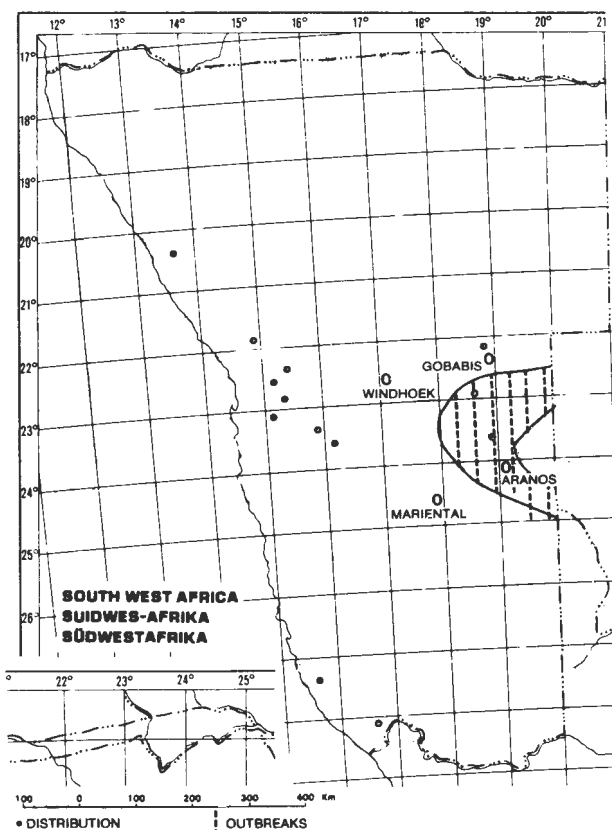 12° 13° 14° 15° 16° 17° 18° 19° 20°
17°
18°
19°
20°
21°
22°
23°
24°
25°
26°
GOBABIS
WINDHOEK
ARANOS
MARIENTAL
SOUTH WEST AFRICA
SUIDWES-AFRIKA
SÜDWESTAFRIKA
22° 23° 24° 25°
100 0 100 200 300 400 Km
• DISTRIBUTION ¦ OUTBREAKS